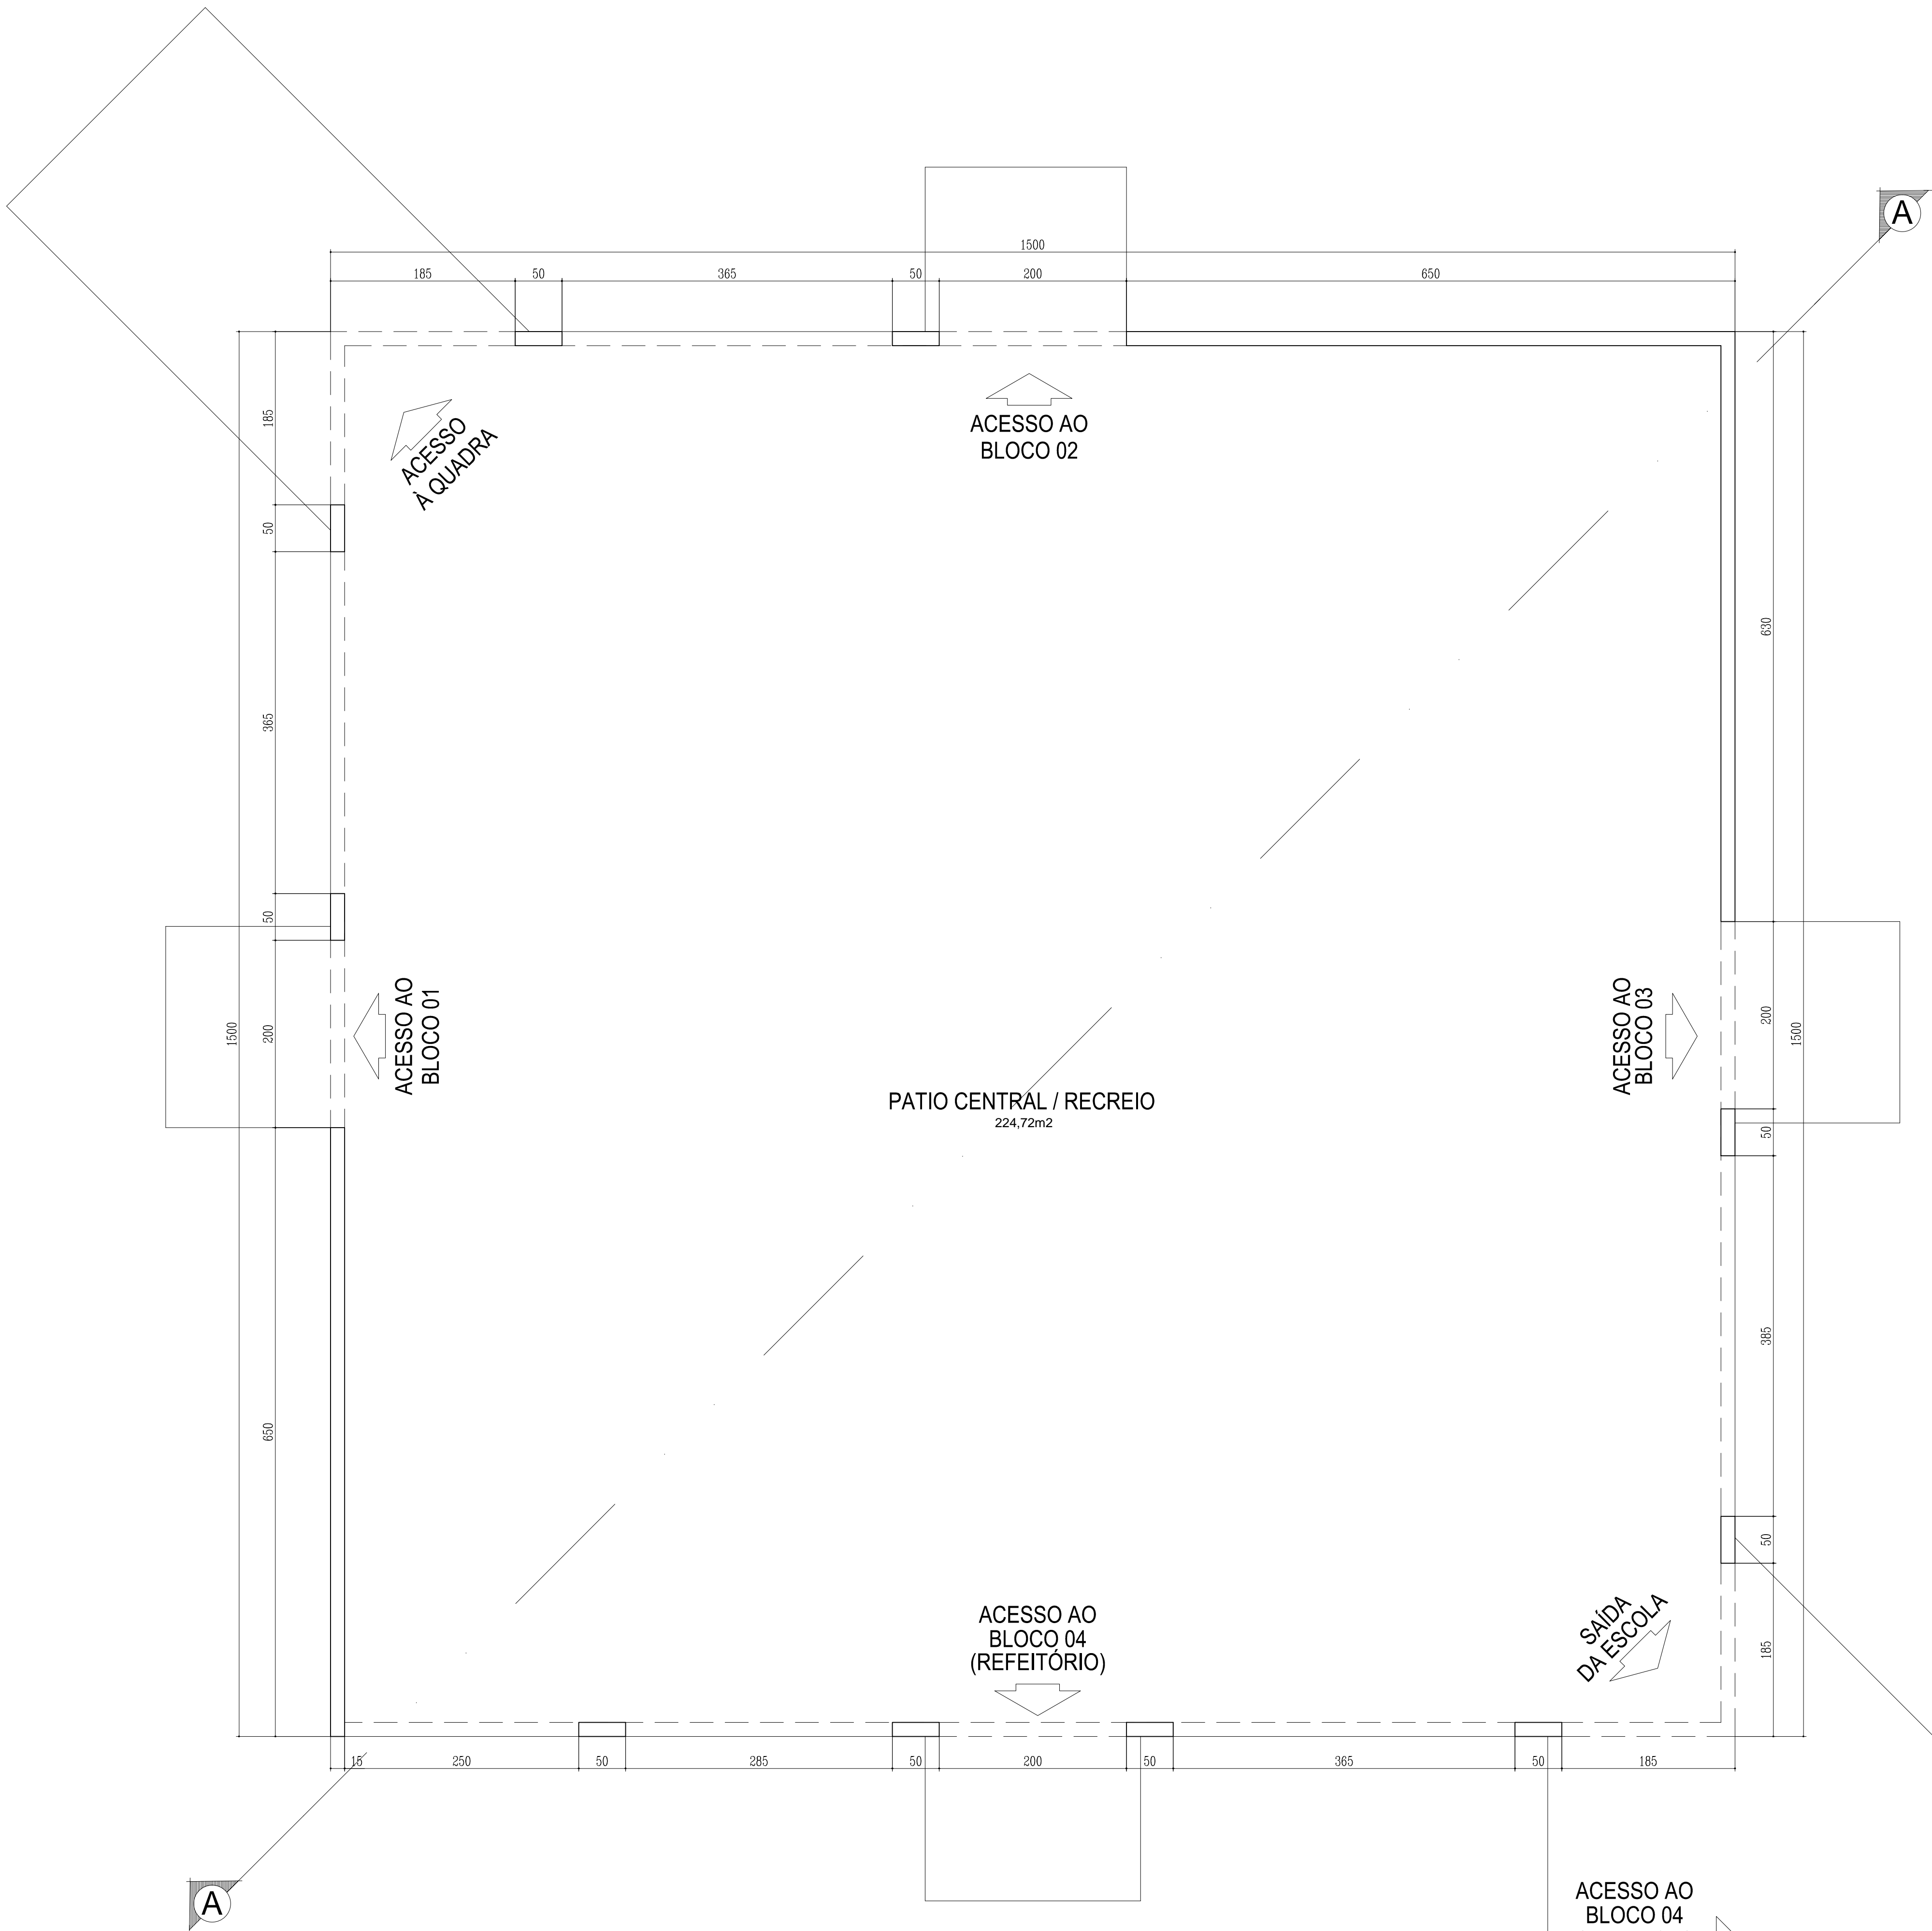 A
1500
185
50
365
50
200
650
ACESSO
À QUADRA
ACESSO AO
BLOCO 02
185
50
365
50
200
650
1500
630
200
50
385
50
185
1500
ACESSO AO
BLOCO 01
ACESSO AO
BLOCO 03
PATIO CENTRAL / RECREIO
224,72m2
ACESSO AO
BLOCO 04
(REFEITÓRIO)
SAÍDA
DA ESCOLA
15
250
50
285
50
200
50
365
50
185
A
ACESSO AO
BLOCO 04